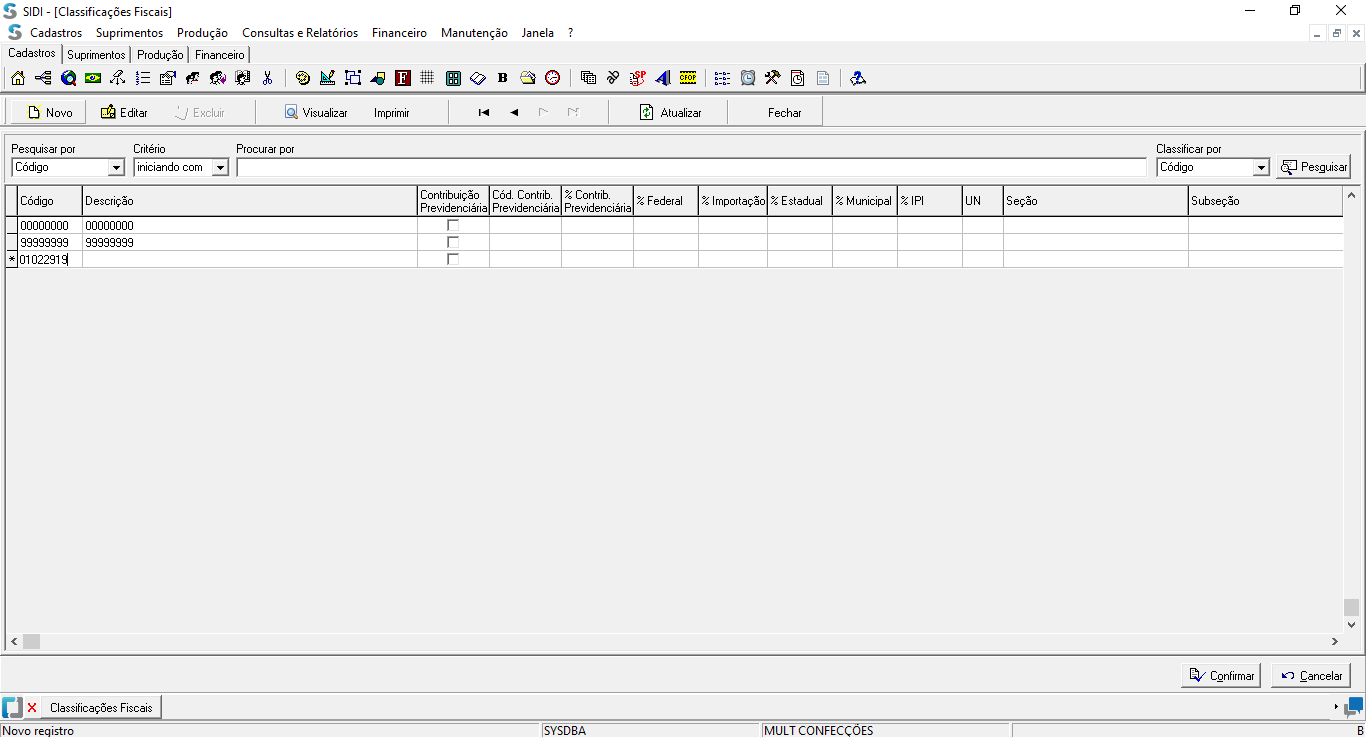 SIDI - [Classificações Fiscais]
Cadastros Suprimentos Produção Consultas e Relatórios Financeiro Manutenção Janela ?
Cadastros Suprimentos Produção Financeiro
F B SP CFOP
Novo Editar Excluir Visualizar Imprimir Atualizar Fechar
Pesquisar por Critério Procurar por Classificar por
Código iniciando com Código Pesquisar
Código Descrição Contribuição Previdenciária Cód. Contrib. Previdenciária % Contrib. Previdenciária % Federal % Importação % Estadual % Municipal % IPI UN Seção Subseção
00000000 00000000
99999999 99999999
* 01022919
Confirmar Cancelar
Classificações Fiscais
Novo registro SYSDBA MULT CONFECÇÕES B